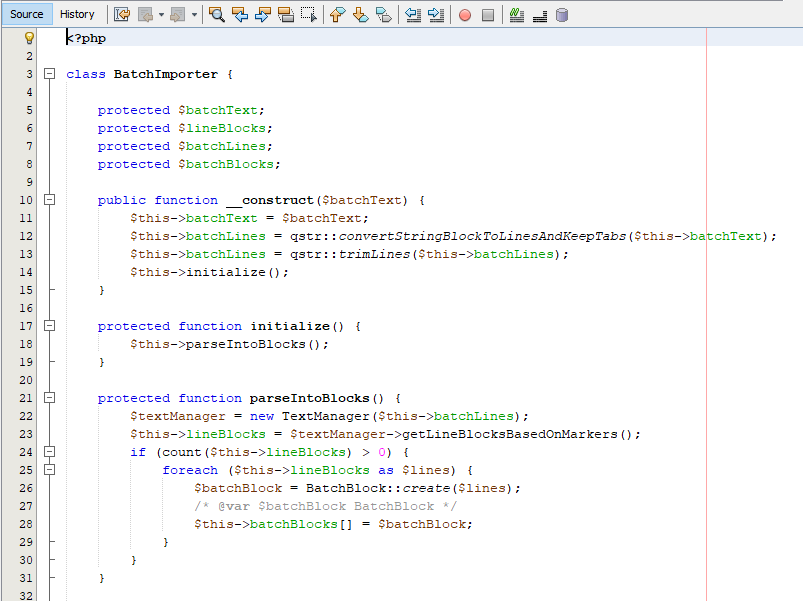 Source History
1 <?php
2
3 class BatchImporter {
4
5 protected $batchText;
6 protected $lineBlocks;
7 protected $batchLines;
8 protected $batchBlocks;
9
10 public function __construct($batchText) {
11 $this->batchText = $batchText;
12 $this->batchLines = qstr::convertStringBlockToLinesAndKeepTabs($this->batchText);
13 $this->batchLines = qstr::trimLines($this->batchLines);
14 $this->initialize();
15 }
16
17 protected function initialize() {
18 $this->parseIntoBlocks();
19 }
20
21 protected function parseIntoBlocks() {
22 $textManager = new TextManager($this->batchLines);
23 $this->lineBlocks = $textManager->getLineBlocksBasedOnMarkers();
24 if (count($this->lineBlocks) > 0) {
25 foreach ($this->lineBlocks as $lines) {
26 $batchBlock = BatchBlock::create($lines);
27 /* @var $batchBlock BatchBlock */
28 $this->batchBlocks[] = $batchBlock;
29 }
30 }
31 }
32